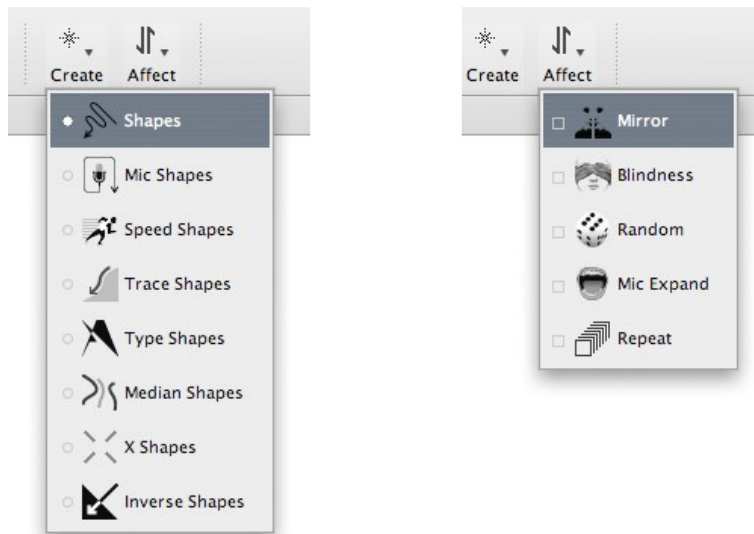 Create Affect
Shapes
Mic Shapes
Speed Shapes
Trace Shapes
Type Shapes
Median Shapes
X Shapes
Inverse Shapes
Create Affect
Mirror
Blindness
Random
Mic Expand
Repeat